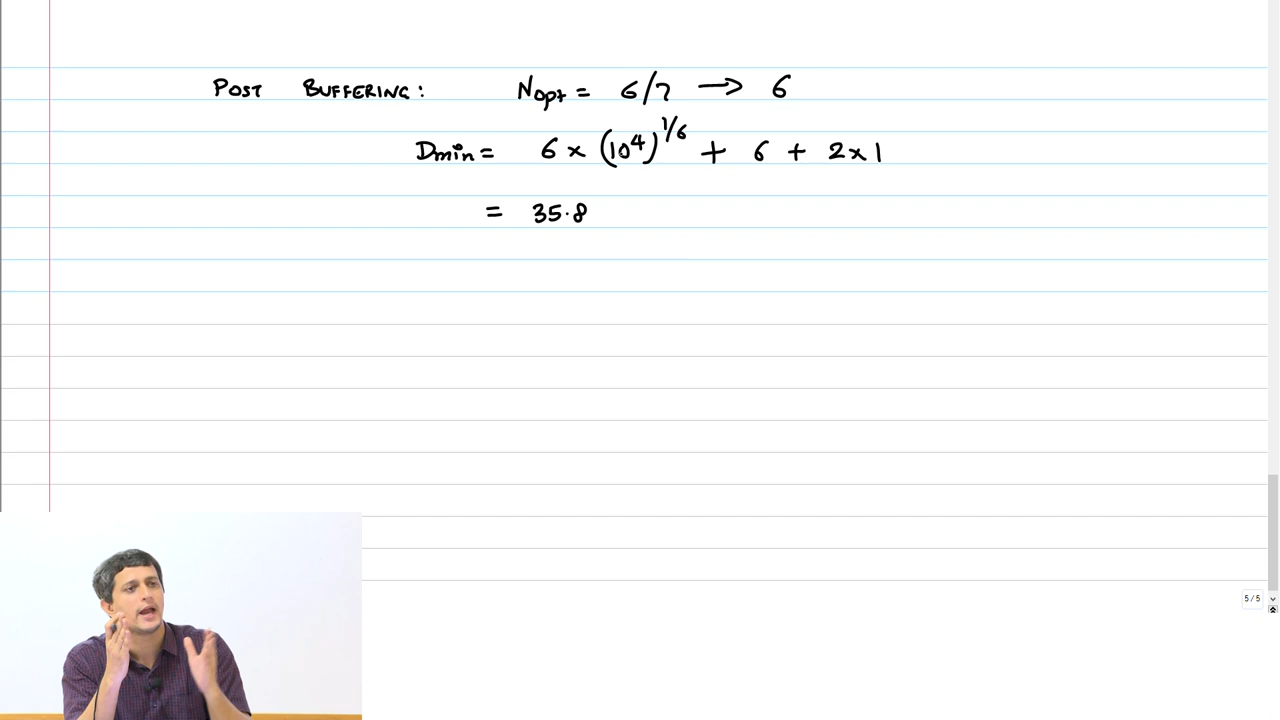 POST BUFFERING: Nopt = 6/7 → 6
Dmin = 6 × (10⁴)^1/6 + 6 + 2×1
= 35.8
5/5